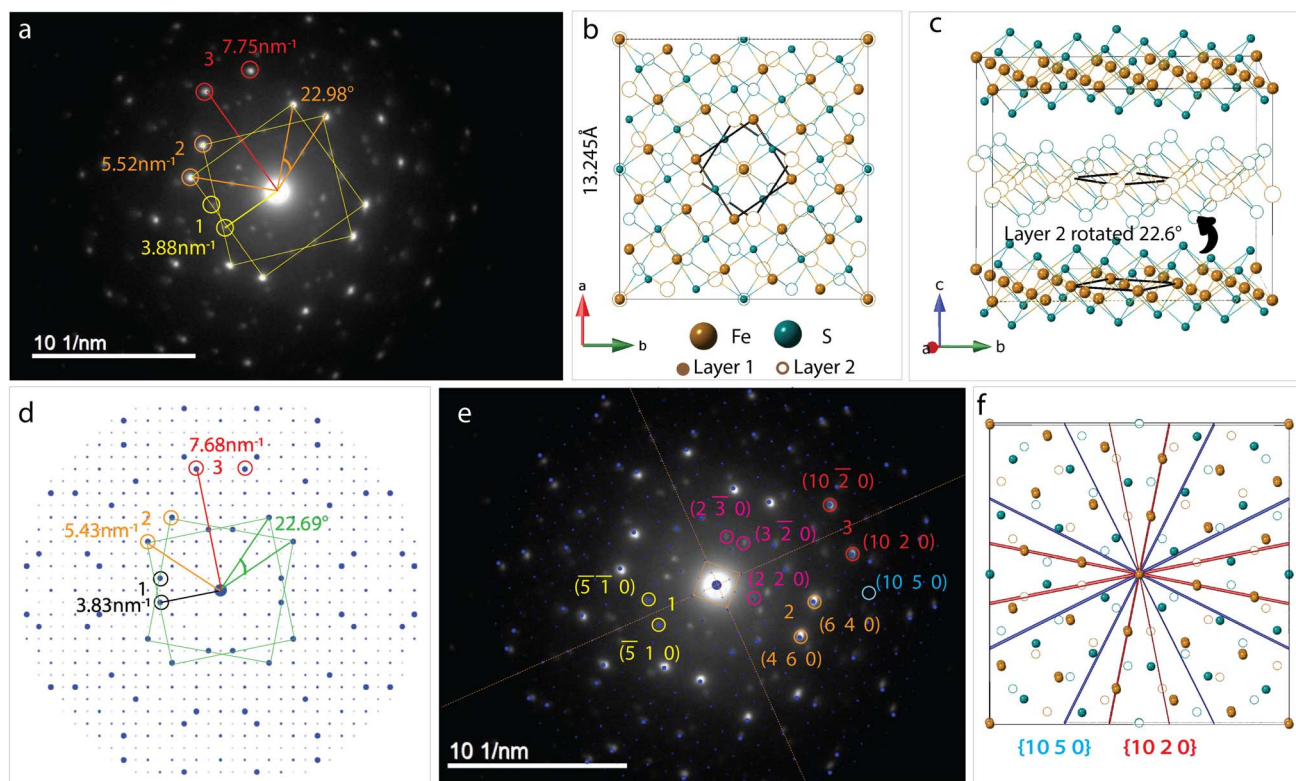 a
7.75nm⁻¹
3
22.98°
2
5.52nm⁻¹
1
3.88nm⁻¹
10 1/nm
b
13.245Å
a
b
Fe
S
Layer 1
Layer 2
c
Layer 2 rotated 22.6°
c
a
b
d
7.68nm⁻¹
3
2
5.43nm⁻¹
22.69°
1
3.83nm⁻¹
e
(10 2̅ 0)
(2 3̅ 0)
3
(3 2̅ 0)
(10 2 0)
(5̅ 1̅ 0)
1
(2 2 0)
(10 5 0)
2
(6 4 0)
(5̅ 1 0)
(4 6 0)
10 1/nm
f
{10 5 0}
{10 2 0}